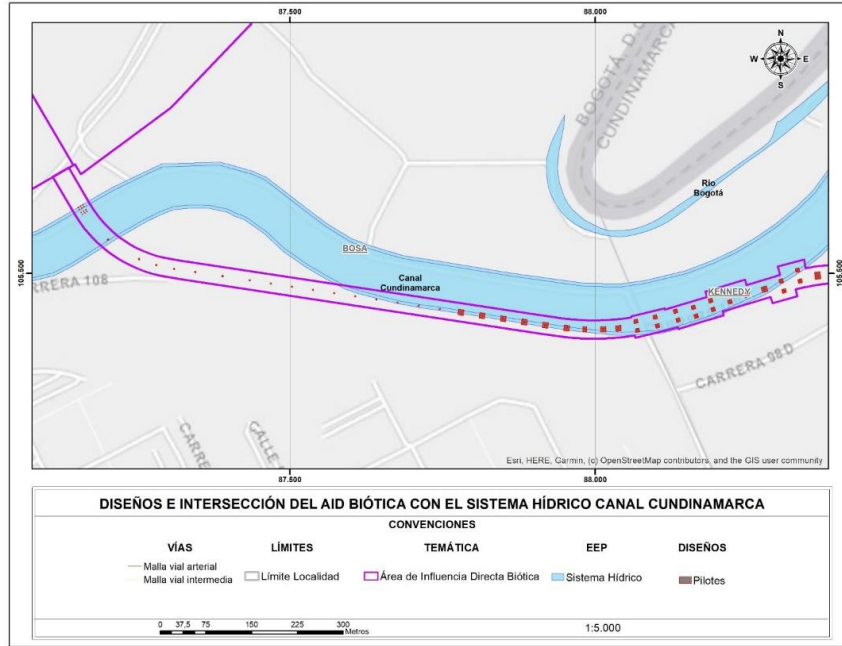 87.500 88.000
N
W E
S
BOGOTÁ, D.C
CUNDINAMARCA
Río
Bogotá
BOSA
105.500 105.500
Canal
Cundinamarca
KENNEDY
RRERA 108
CARRERA 98D
CARRE
CALLE
Esri, HERE, Garmin, (c) OpenStreetMap contributors, and the GIS user community
87.500 88.000
DISEÑOS E INTERSECCIÓN DEL AID BIÓTICA CON EL SISTEMA HÍDRICO CANAL CUNDINAMARCA
CONVENCIONES
VÍAS LÍMITES TEMÁTICA EEP DISEÑOS
Malla vial arterial
Malla vial intermedia Límite Localidad Área de Influencia Directa Biótica Sistema Hídrico Pilotes
0 37,5 75 150 225 300
Metros
1:5.000